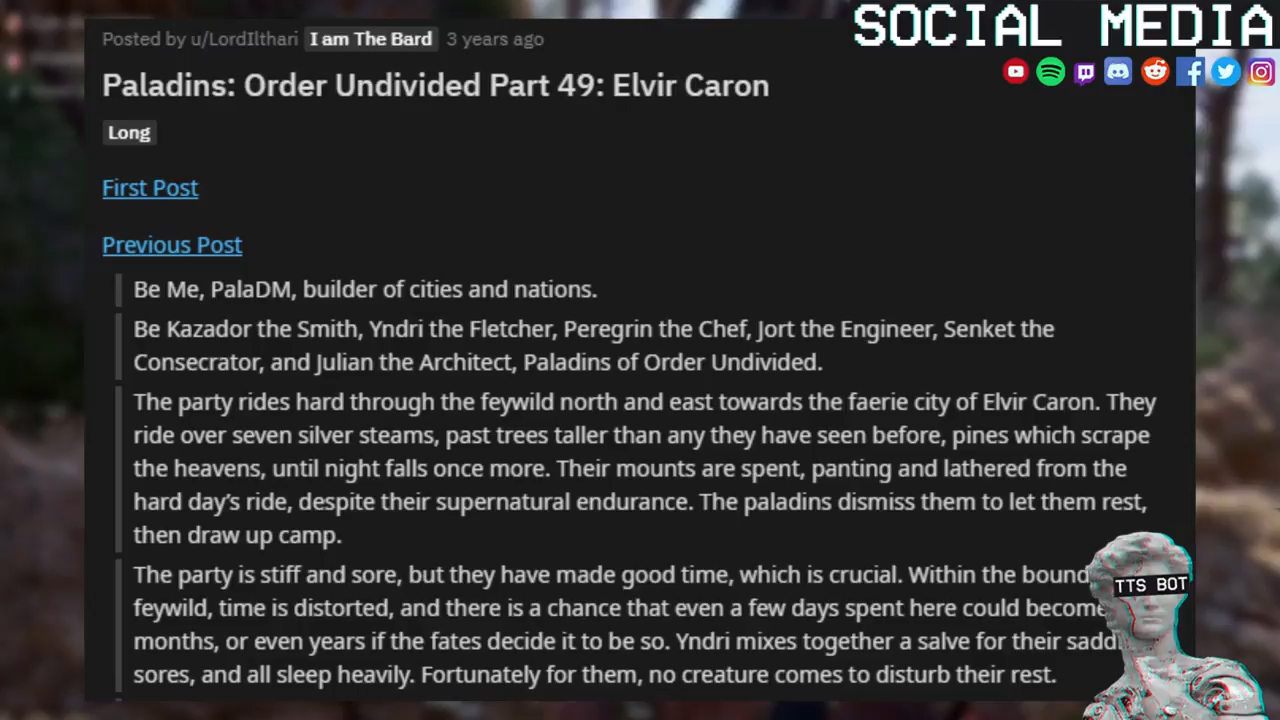 SOCIAL MEDIA
Posted by u/LordIlthari I am The Bard 3 years ago
Paladins: Order Undivided Part 49: Elvir Caron
Long
First Post
Previous Post
Be Me, PalaDM, builder of cities and nations.
Be Kazador the Smith, Yndri the Fletcher, Peregrin the Chef, Jort the Engineer, Senket the
Consecrator, and Julian the Architect, Paladins of Order Undivided.
The party rides hard through the feywild north and east towards the faerie city of Elvir Caron. They
ride over seven silver steams, past trees taller than any they have seen before, pines which scrape
the heavens, until night falls once more. Their mounts are spent, panting and lathered from the
hard day's ride, despite their supernatural endurance. The paladins dismiss them to let them rest,
then draw up camp.
The party is stiff and sore, but they have made good time, which is crucial. Within the bound
feywild, time is distorted, and there is a chance that even a few days spent here could become
months, or even years if the fates decide it to be so. Yndri mixes together a salve for their sadd
sores, and all sleep heavily. Fortunately for them, no creature comes to disturb their rest.
TTS BOT